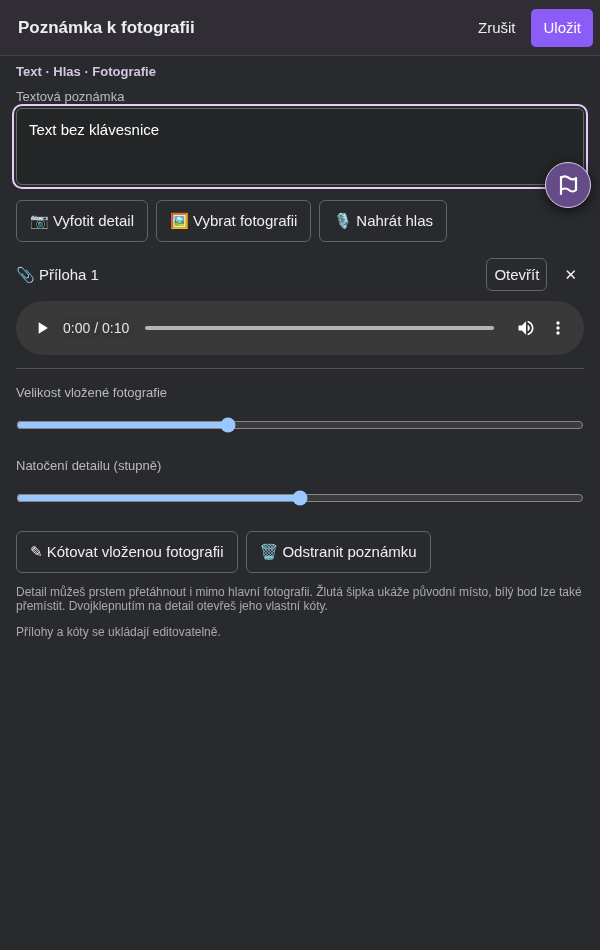 Poznámka k fotografii
Zrušit
Uložit
Text · Hlas · Fotografie
Textová poznámka
Text bez klávesnice
Vyfotit detail
Vybrat fotografii
Nahrát hlas
Příloha 1
Otevřít
0:00 / 0:10
Velikost vložené fotografie
Natočení detailu (stupně)
Kótovat vloženou fotografii
Odstranit poznámku
Detail můžeš prstem přetáhnout i mimo hlavní fotografii. Žlutá šipka ukáže původní místo, bílý bod lze také
přemístit. Dvojklepnutím na detail otevřeš jeho vlastní kóty.
Přílohy a kóty se ukládají editovatelně.